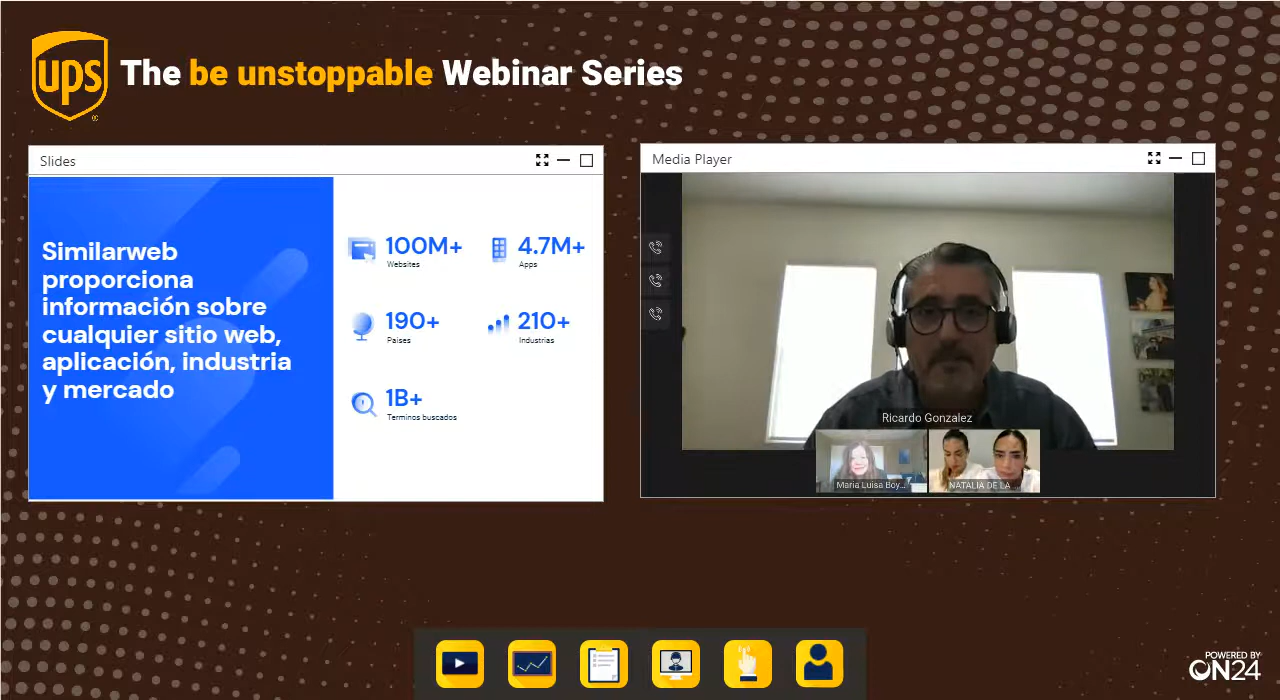 ups
The be unstoppable Webinar Series
Slides
Similarweb
proporciona
información sobre
cualquier sitio web,
aplicación, industria
y mercado
100M+
Websites
4.7M+
Apps
190+
Paises
210+
Industrias
1B+
Terminos buscados
Media Player
Ricardo Gonzalez
Maria Luisa Boy...
NATALIA DE LA ...
POWERED BY
ON24